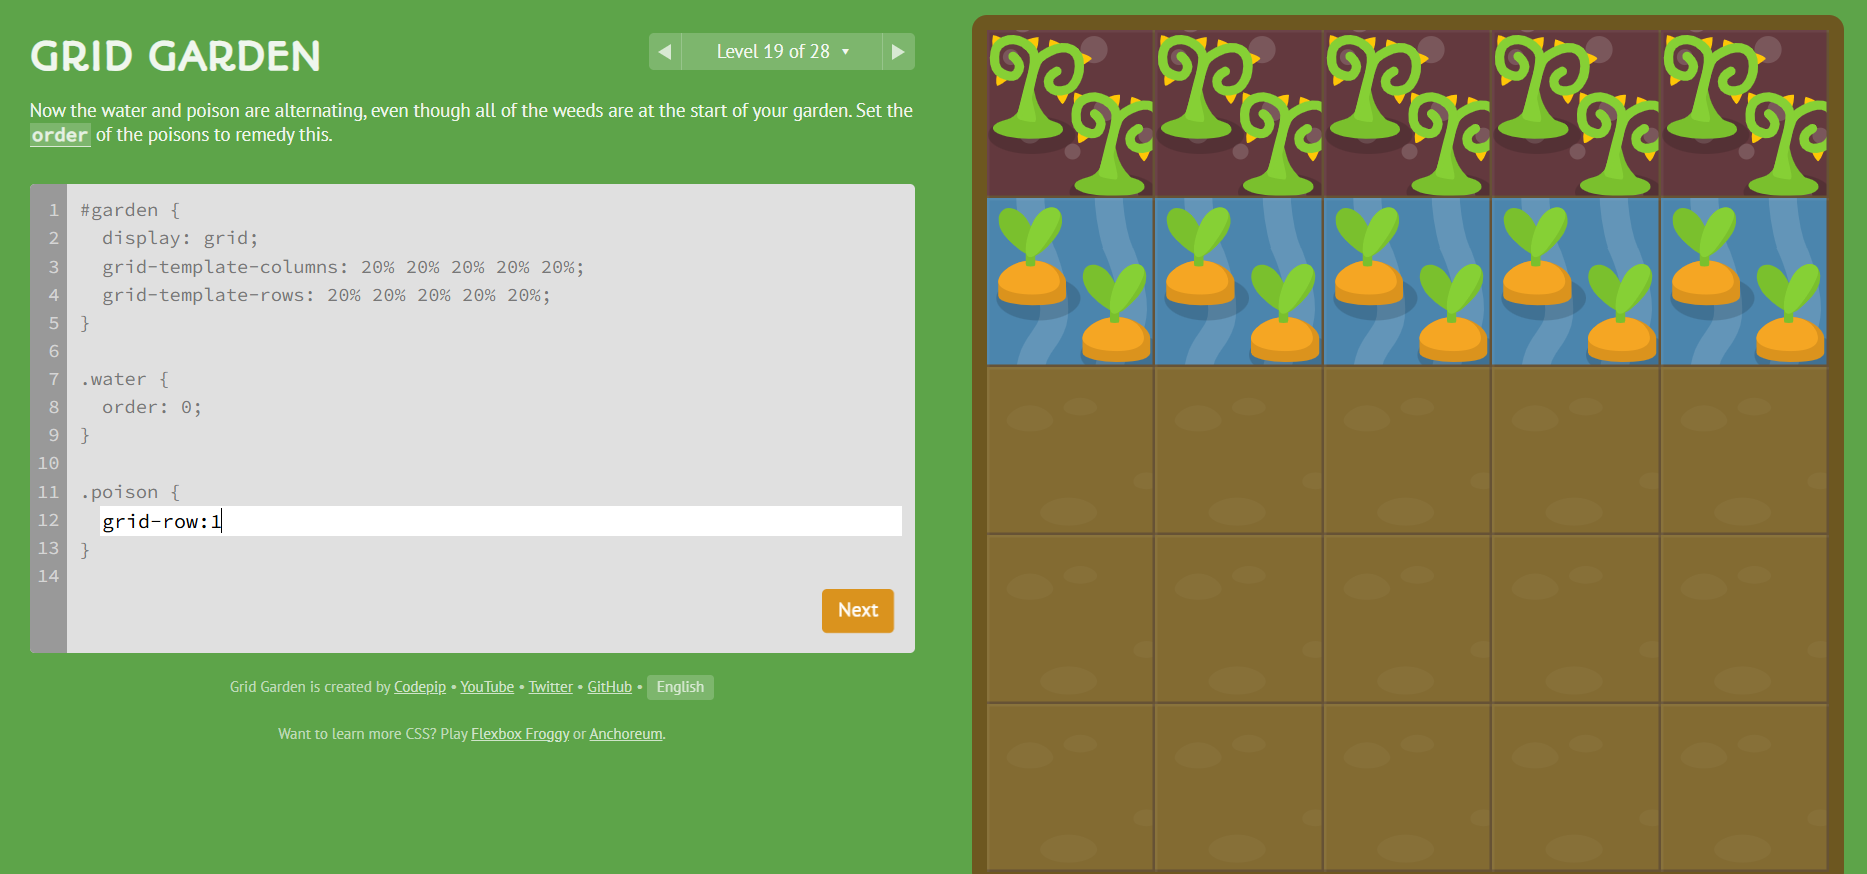 GRID GARDEN
◀ Level 19 of 28 ▾ ▶
Now the water and poison are alternating, even though all of the weeds are at the start of your garden. Set the
order of the poisons to remedy this.
1 #garden {
2 display: grid;
3 grid-template-columns: 20% 20% 20% 20% 20%;
4 grid-template-rows: 20% 20% 20% 20% 20%;
5 }
6
7 .water {
8 order: 0;
9 }
10
11 .poison {
12 grid-row:1
13 }
14
Next
Grid Garden is created by Codepip • YouTube • Twitter • GitHub • English
Want to learn more CSS? Play Flexbox Froggy or Anchoreum.